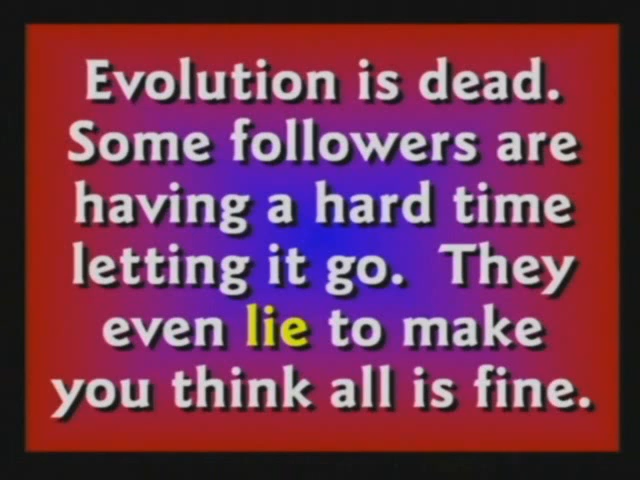 Evolution is dead.
Some followers are
having a hard time
letting it go.  They
even lie to make
you think all is fine.